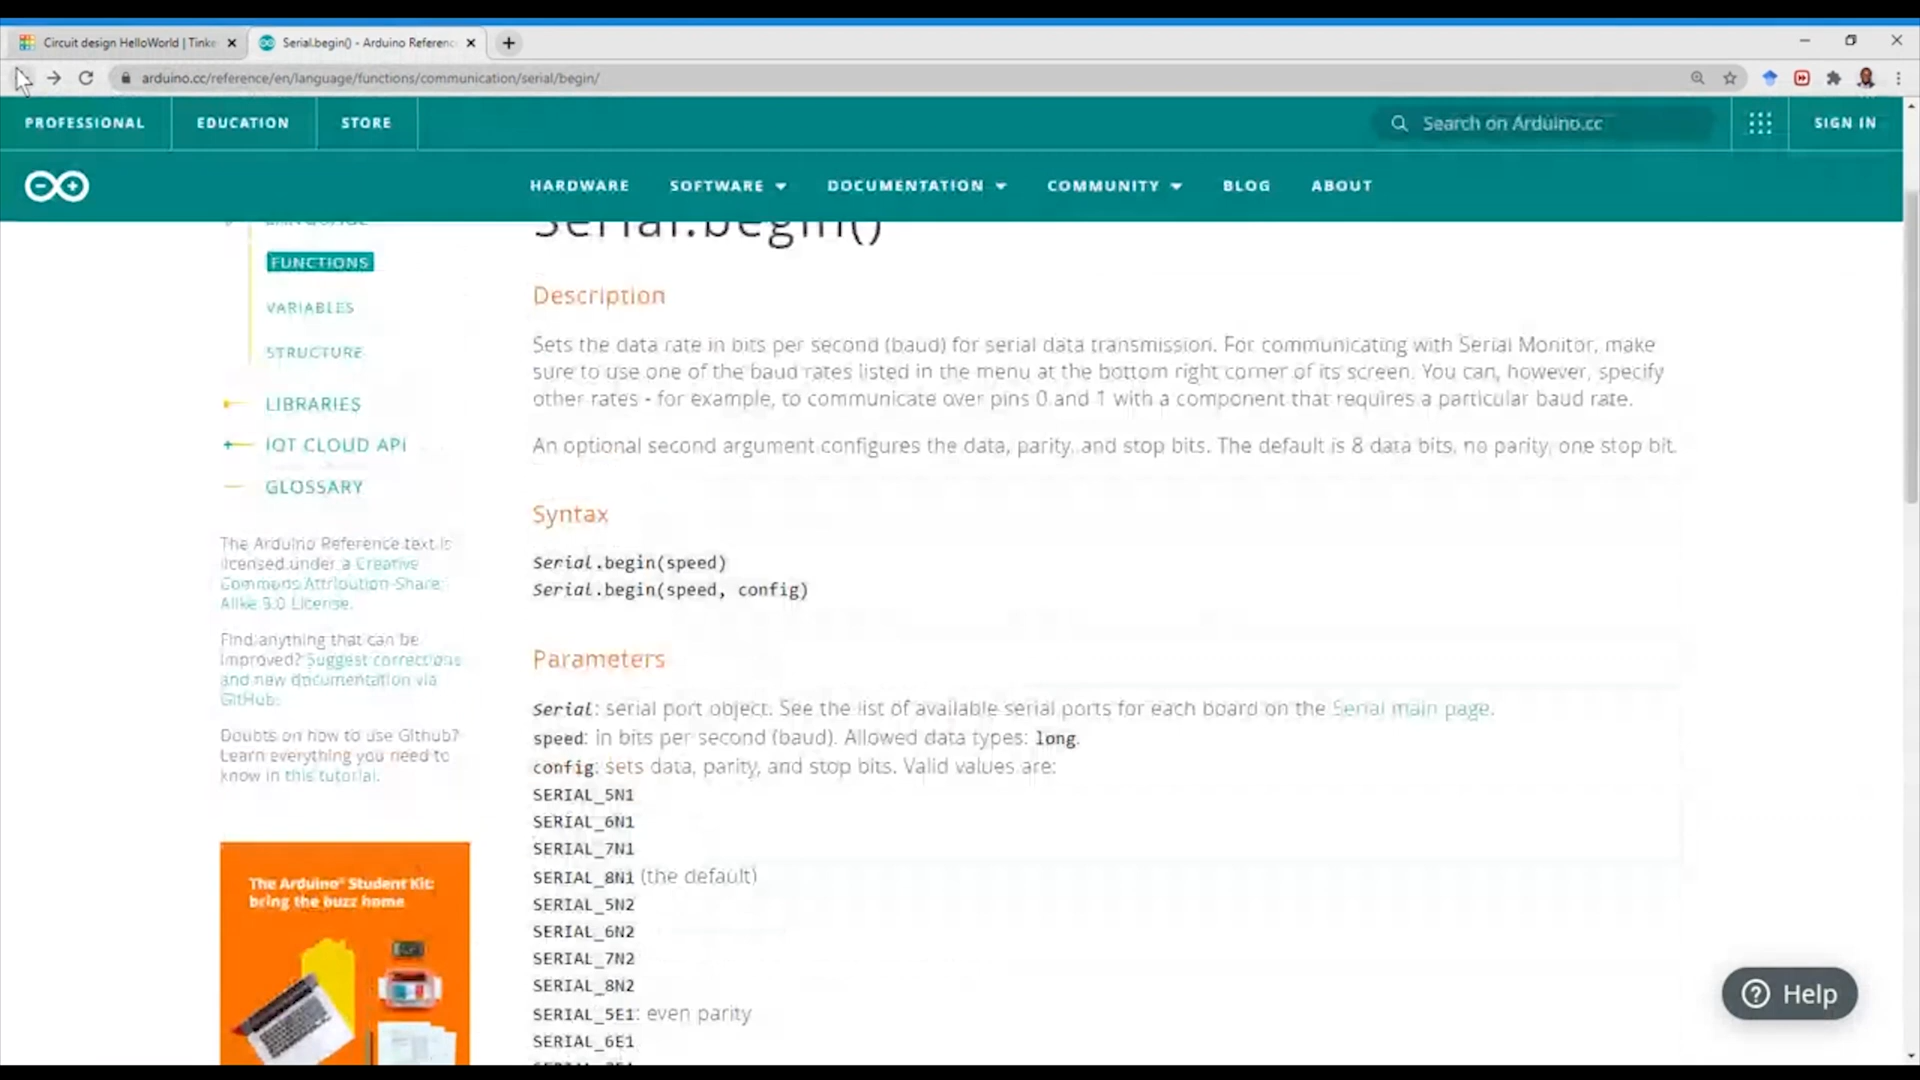 Circuit design HelloWorld | Tinke
Serial.begin() - Arduino Referenc
arduino.cc/reference/en/language/functions/communication/serial/begin/
PROFESSIONAL
EDUCATION
STORE
Search on Arduino.cc
SIGN IN
HARDWARE
SOFTWARE
DOCUMENTATION
COMMUNITY
BLOG
ABOUT
LANGUAGE
FUNCTIONS
VARIABLES
STRUCTURE
LIBRARIES
IOT CLOUD API
GLOSSARY
The Arduino Reference text is
licensed under a Creative
Commons Attribution-Share
Alike 3.0 License.
Find anything that can be
improved? Suggest corrections
and new documentation via
GitHub.
Doubts on how to use Github?
Learn everything you need to
know in this tutorial.
The Arduino® Student Kit:
bring the buzz home
Serial.begin()
Description
Sets the data rate in bits per second (baud) for serial data transmission. For communicating with Serial Monitor, make
sure to use one of the baud rates listed in the menu at the bottom right corner of its screen. You can, however, specify
other rates - for example, to communicate over pins 0 and 1 with a component that requires a particular baud rate.
An optional second argument configures the data, parity, and stop bits. The default is 8 data bits, no parity, one stop bit.
Syntax
Serial.begin(speed)
Serial.begin(speed, config)
Parameters
Serial: serial port object. See the list of available serial ports for each board on the Serial main page.
speed: in bits per second (baud). Allowed data types: long.
config: sets data, parity, and stop bits. Valid values are:
SERIAL_5N1
SERIAL_6N1
SERIAL_7N1
SERIAL_8N1 (the default)
SERIAL_5N2
SERIAL_6N2
SERIAL_7N2
SERIAL_8N2
SERIAL_5E1: even parity
SERIAL_6E1
Help